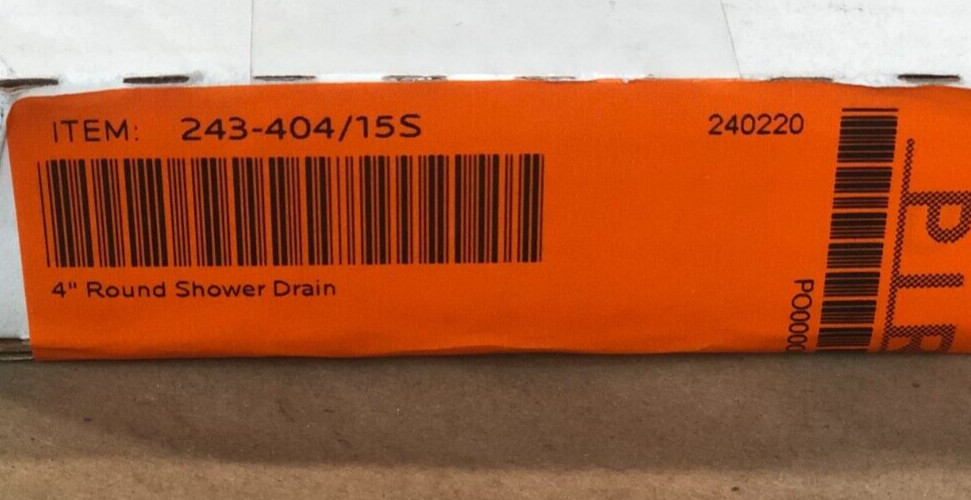 ITEM: 243-404/15S
240220
4" Round Shower Drain